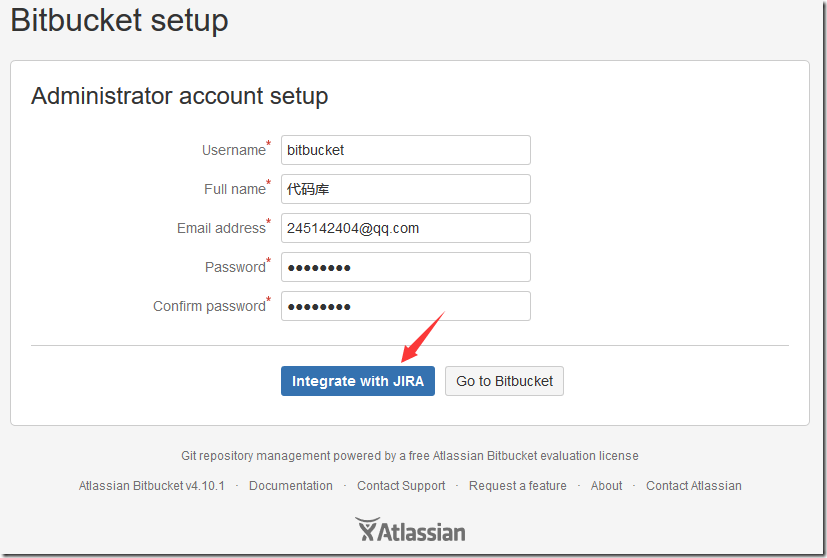 Bitbucket setup
Administrator account setup
Username* bitbucket
Full name* 代码库
Email address* 245142404@qq.com
Password* ●●●●●●●●
Confirm password* ●●●●●●●●
Integrate with JIRA Go to Bitbucket
Git repository management powered by a free Atlassian Bitbucket evaluation license
Atlassian Bitbucket v4.10.1 · Documentation · Contact Support · Request a feature · About · Contact Atlassian
Atlassian